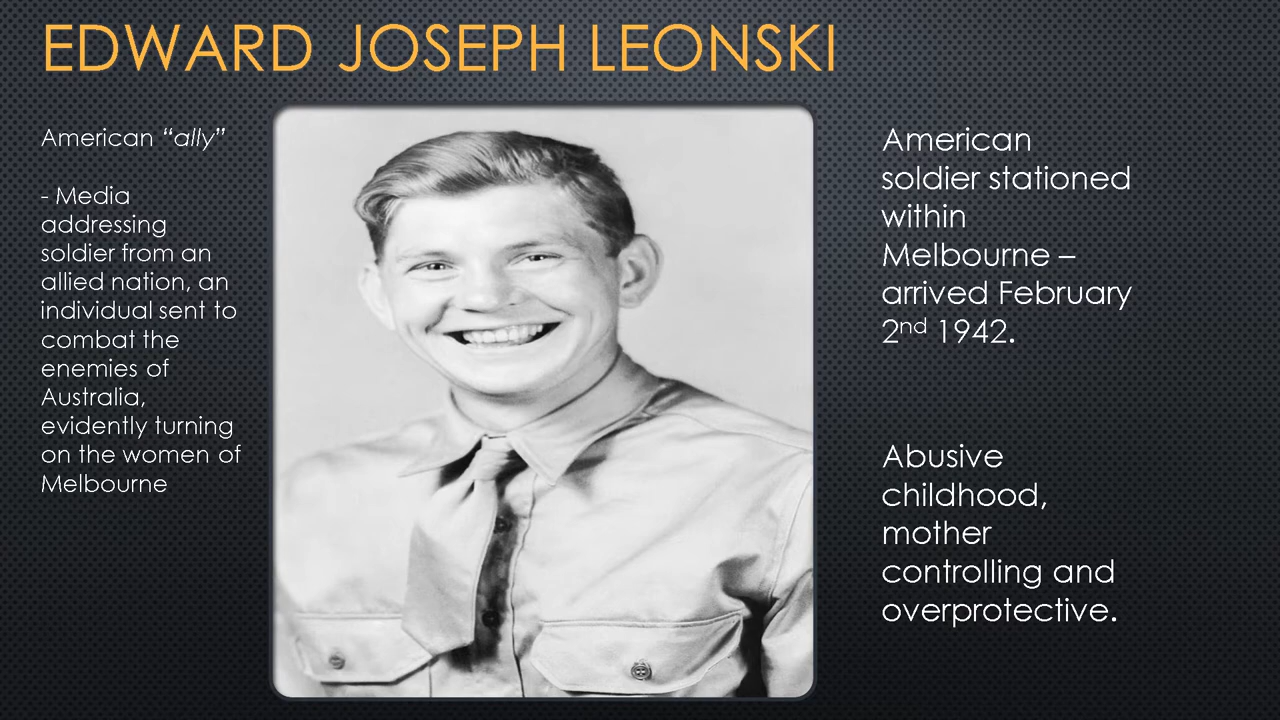 EDWARD JOSEPH LEONSKI
American “ally”
- Media
addressing
soldier from an
allied nation, an
individual sent to
combat the
enemies of
Australia,
evidently turning
on the women of
Melbourne
American
soldier stationed
within
Melbourne –
arrived February
2nd 1942.
Abusive
childhood,
mother
controlling and
overprotective.